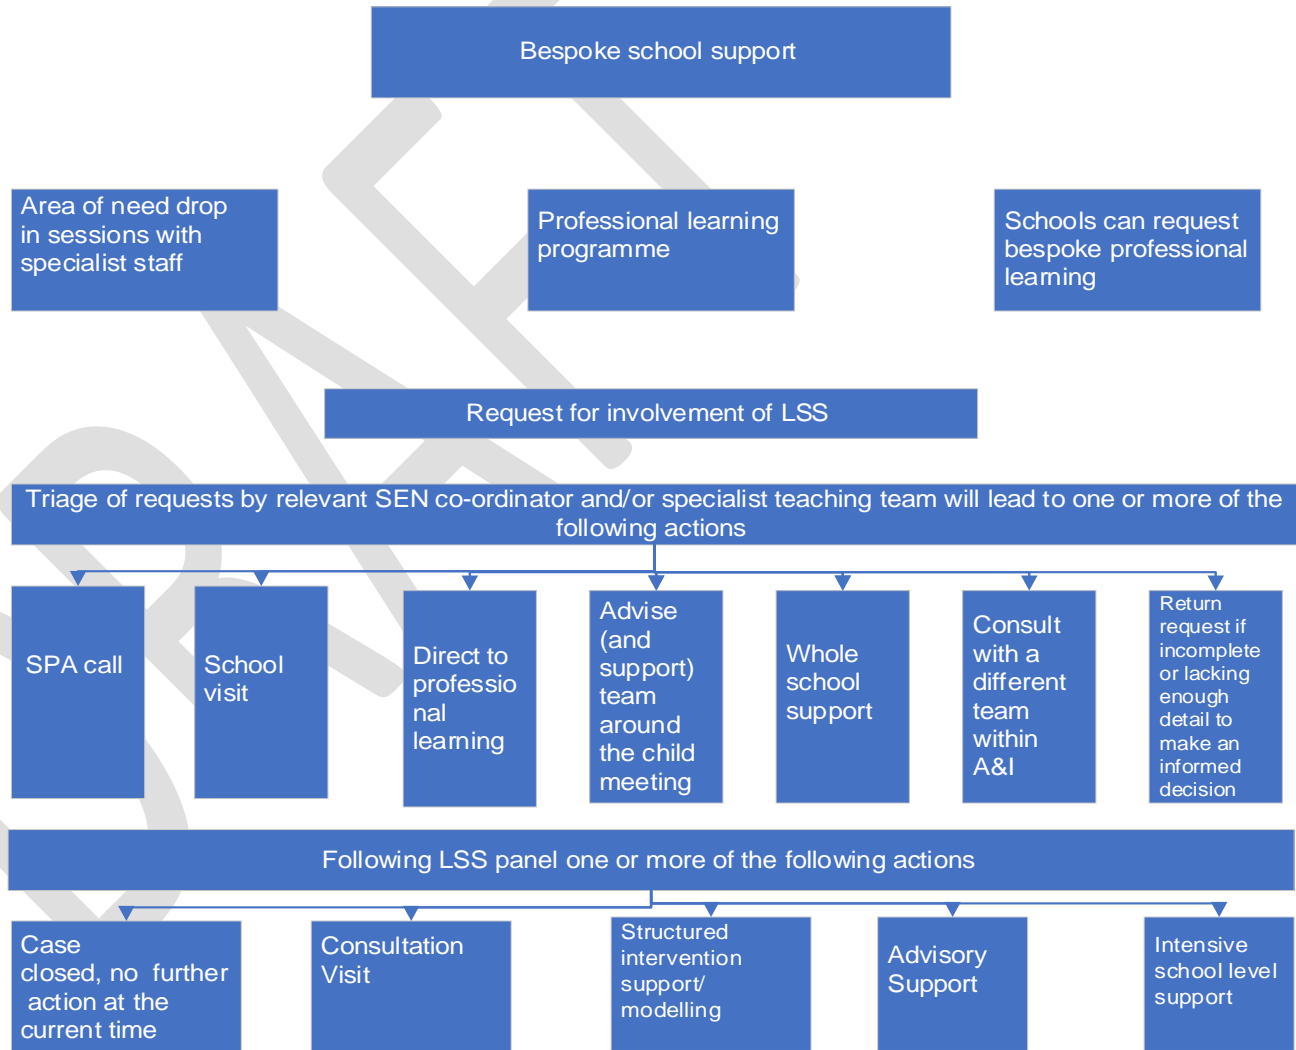 Bespoke school support
Area of need drop
in sessions with
specialist staff
Professional learning
programme
Schools can request
bespoke professional
learning
Request for involvement of LSS
Triage of requests by relevant SEN co-ordinator and/or specialist teaching team will lead to one or more of the
following actions
SPA call
School
visit
Direct to
professio
nal
learning
Advise
(and
support)
team
around
the child
meeting
Whole
school
support
Consult
with a
different
team
within
A&I
Return
request if
incomplete
or lacking
enough
detail to
make an
informed
decision
Following LSS panel one or more of the following actions
Case
closed, no further
action at the
current time
Consultation
Visit
Structured
intervention
support/
modelling
Advisory
Support
Intensive
school level
support
DRAFT